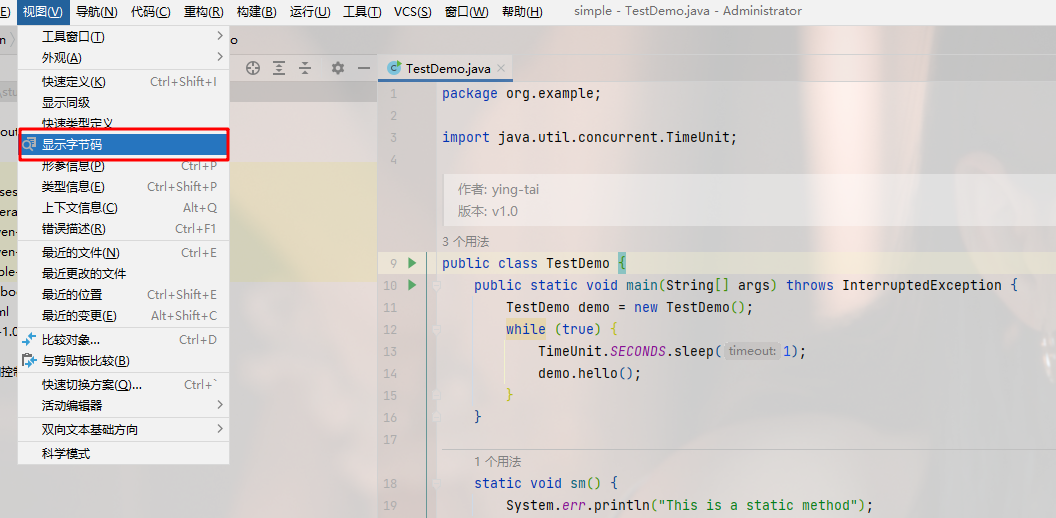 E) 视图(V) 导航(N) 代码(C) 重构(R) 构建(B) 运行(U) 工具(T) VCS(S) 窗口(W) 帮助(H) simple - TestDemo.java - Administrator
工具窗口(T)
外观(A)
快速定义(K) Ctrl+Shift+I
显示同级
快速类型定义
显示字节码
形参信息(P) Ctrl+P
类型信息(E) Ctrl+Shift+P
上下文信息(C) Alt+Q
错误描述(R) Ctrl+F1
最近的文件(N) Ctrl+E
最近更改的文件
最近的位置 Ctrl+Shift+E
最近的变更(E) Alt+Shift+C
比较对象... Ctrl+D
与剪贴板比较(B)
快速切换方案(Q)... Ctrl+`
活动编辑器
双向文本基础方向
科学模式
TestDemo.java
1 package org.example;
2
3 import java.util.concurrent.TimeUnit;
4
作者: ying-tai
版本: v1.0
3 个用法
9 public class TestDemo {
10 public static void main(String[] args) throws InterruptedException {
11 TestDemo demo = new TestDemo();
12 while (true) {
13 TimeUnit.SECONDS.sleep( timeout: 1);
14 demo.hello();
15 }
16 }
17
1 个用法
18 static void sm() {
19 System.err.println("This is a static method");